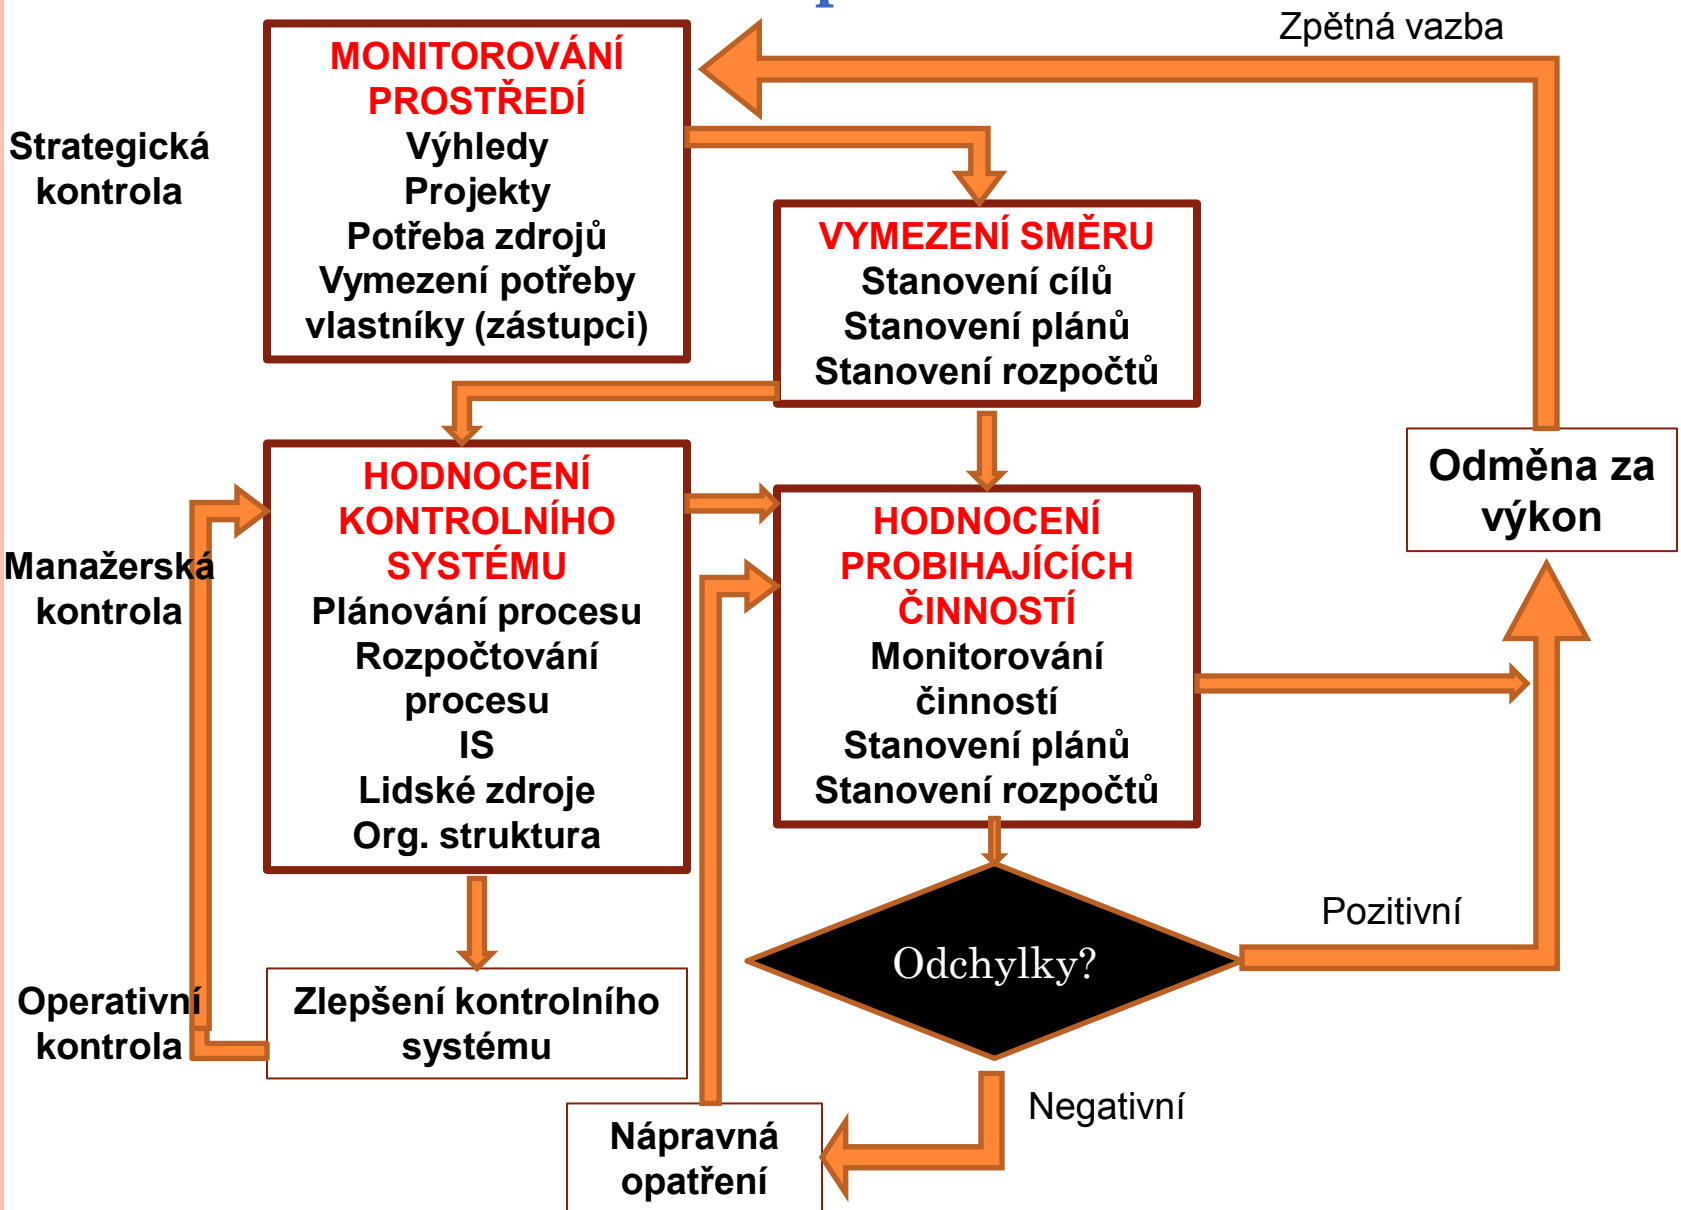 Zpětná vazba
MONITOROVÁNÍ
PROSTŘEDÍ
Výhledy
Projekty
Potřeba zdrojů
Vymezení potřeby
vlastníky (zástupci)
Strategická
kontrola
VYMEZENÍ SMĚRU
Stanovení cílů
Stanovení plánů
Stanovení rozpočtů
HODNOCENÍ
KONTROLNÍHO
SYSTÉMU
Plánování procesu
Rozpočtování
procesu
IS
Lidské zdroje
Org. struktura
Manažerská
kontrola
HODNOCENÍ
PROBIHAJÍCÍCH
ČINNOSTÍ
Monitorování
činností
Stanovení plánů
Stanovení rozpočtů
Odměna za
výkon
Odchylky?
Pozitivní
Operativní
kontrola
Zlepšení kontrolního
systému
Negativní
Nápravná
opatření